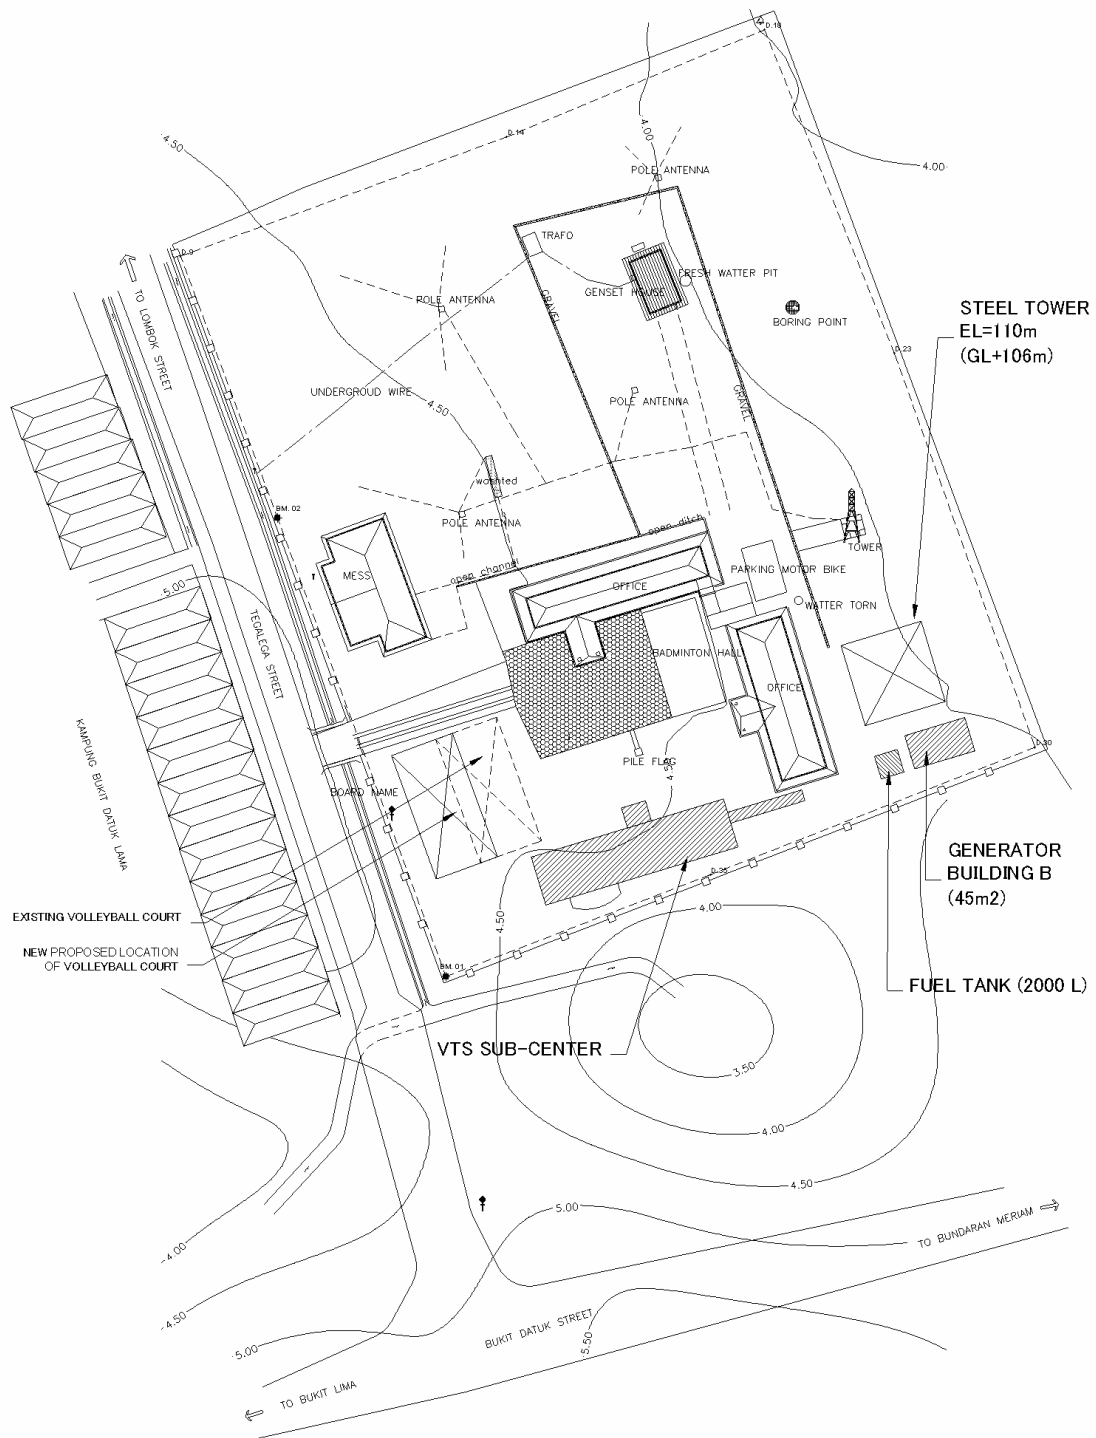 D.18
4.00
D.14
4.50
4.00
POLE ANTENNA
TRAFO
D.9
FRESH WATTER PIT
GENSET HOUSE
POLE ANTENNA
GRAVEL
BORING POINT
STEEL TOWER
EL=110m
(GL+106m)
TO LOMBOK STREET
D.23
UNDERGROUD WIRE
4.50
POLE ANTENNA
GRAVEL
washted
BM. 02
POLE ANTENNA
open ditch
TOWER
open channel
PARKING MOTOR BIKE
MESS
OFFICE
5.00
WATTER TORN
TEGALEGA STREET
BADMINTON HALL
OFFICE
KAMPUNG BUKIT DATUK LAMA
D.30
PILE FLAG
4.50
BOARD NAME
GENERATOR
BUILDING B
(45m2)
D.35
EXISTING VOLLEYBALL COURT
4.50
4.00
NEW PROPOSED LOCATION
OF VOLLEYBALL COURT
BM. 01
FUEL TANK (2000 L)
VTS SUB-CENTER
3.50
4.00
4.50
5.00
TO BUNDARAN MERIAM
4.00
4.50
BUKIT DATUK STREET
5.50
5.00
TO BUKIT LIMA